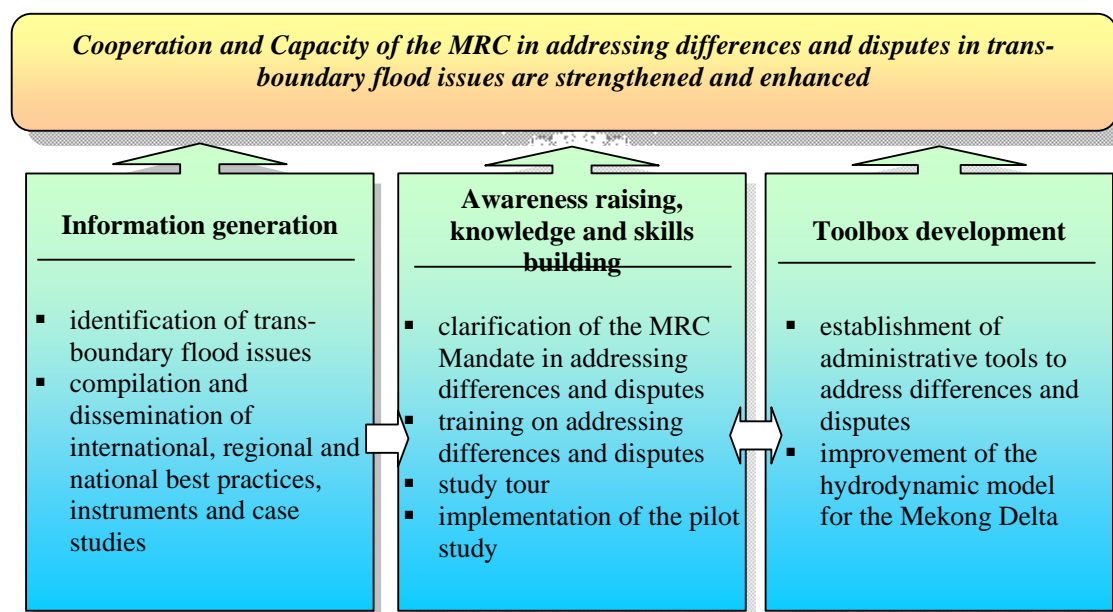 Cooperation and Capacity of the MRC in addressing differences and disputes in trans-
boundary flood issues are strengthened and enhanced
Information generation
▪ identification of trans-
boundary flood issues
▪ compilation and
dissemination of
international, regional and
national best practices,
instruments and case
studies
Awareness raising,
knowledge and skills
building
▪ clarification of the MRC
Mandate in addressing
differences and disputes
▪ training on addressing
differences and disputes
▪ study tour
▪ implementation of the pilot
study
Toolbox development
▪ establishment of
administrative tools to
address differences and
disputes
▪ improvement of the
hydrodynamic model
for the Mekong Delta